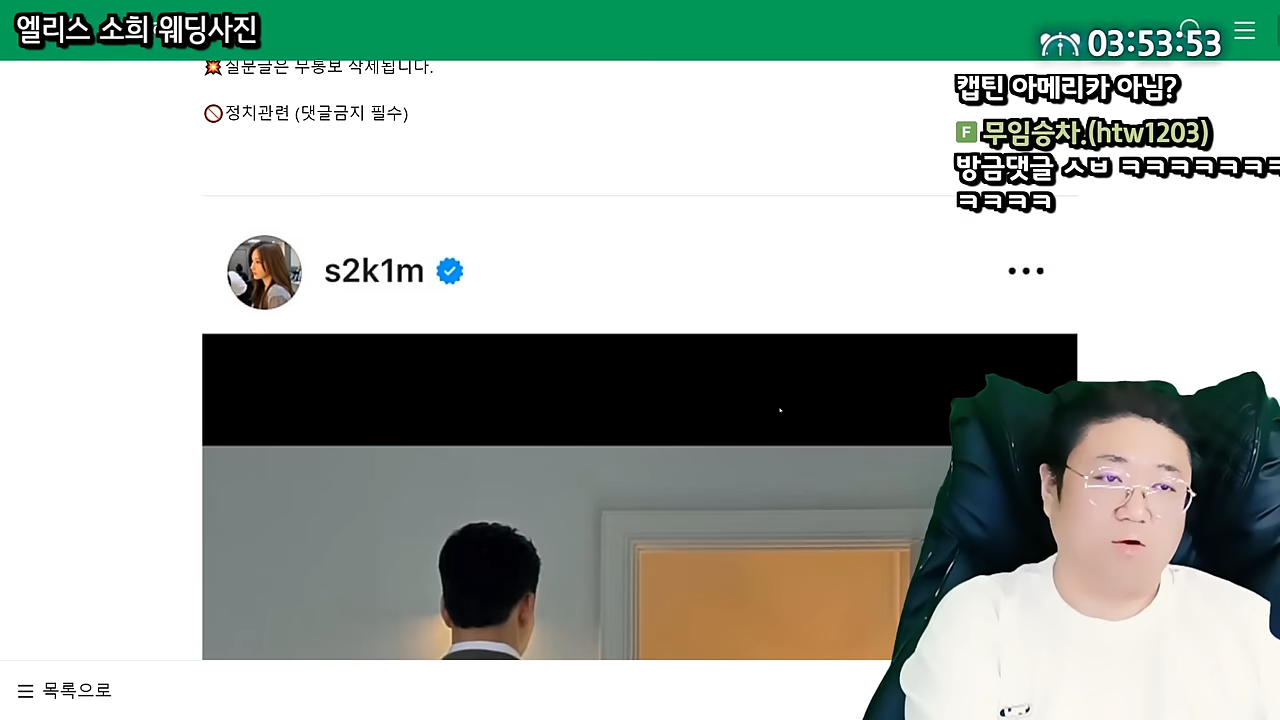 엘리스 소희 웨딩사진
03:53:53
💥질문글은 무통보 삭제됩니다.
🚫정치관련 (댓글금지 필수)
캡틴 아메리카 아님?
F 무임승차.(htw1203)
방금댓글 ㅅㅂ ㅋㅋㅋㅋㅋㅋㅋ
ㅋㅋㅋㅋ
s2k1m
목록으로